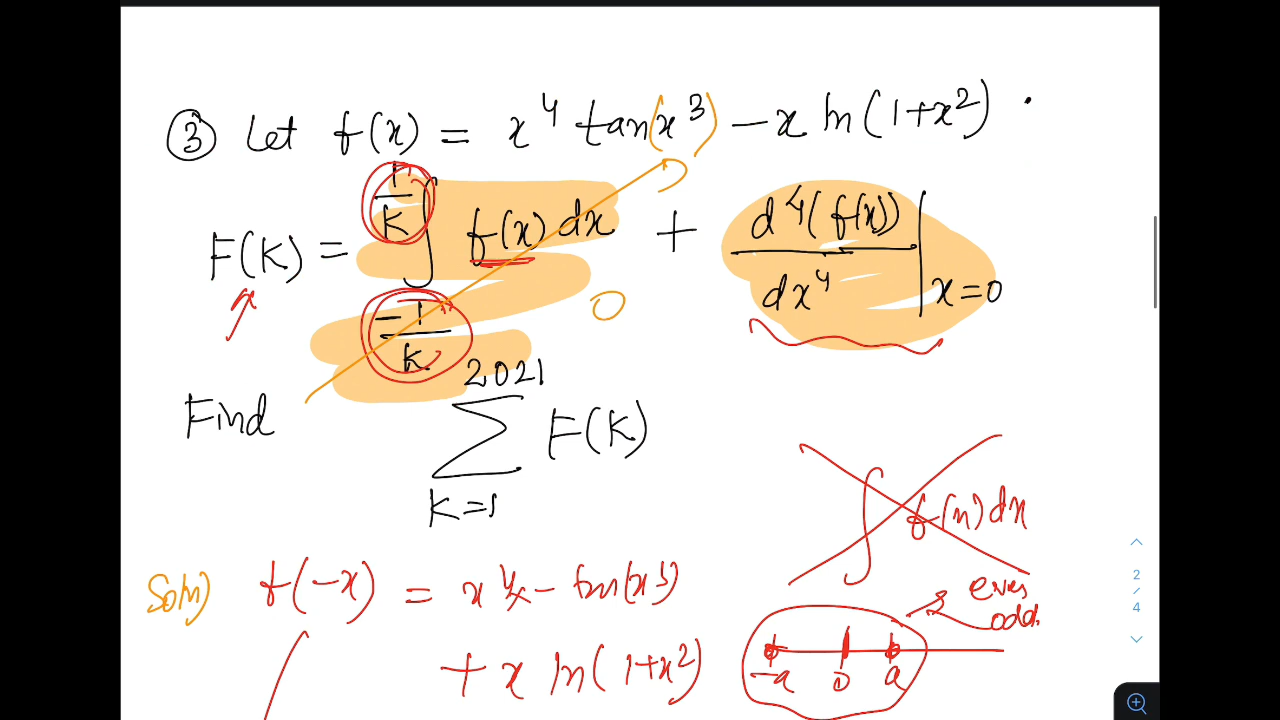 ③ Let f(x) = x⁴ tan(x³) – x ln(1+x²).
F(K) = ∫_{-1/K}^{1/K} f(x) dx + d⁴(f(x))/dx⁴ |_{x=0}
0
Find ∑_{K=1}^{2021} F(K)
∫ f(x) dx
Soln) f(-x) = x⁴ x – tan(x³)
+ x ln(1+x²)
even
odd
-a 0 a
2
/
4